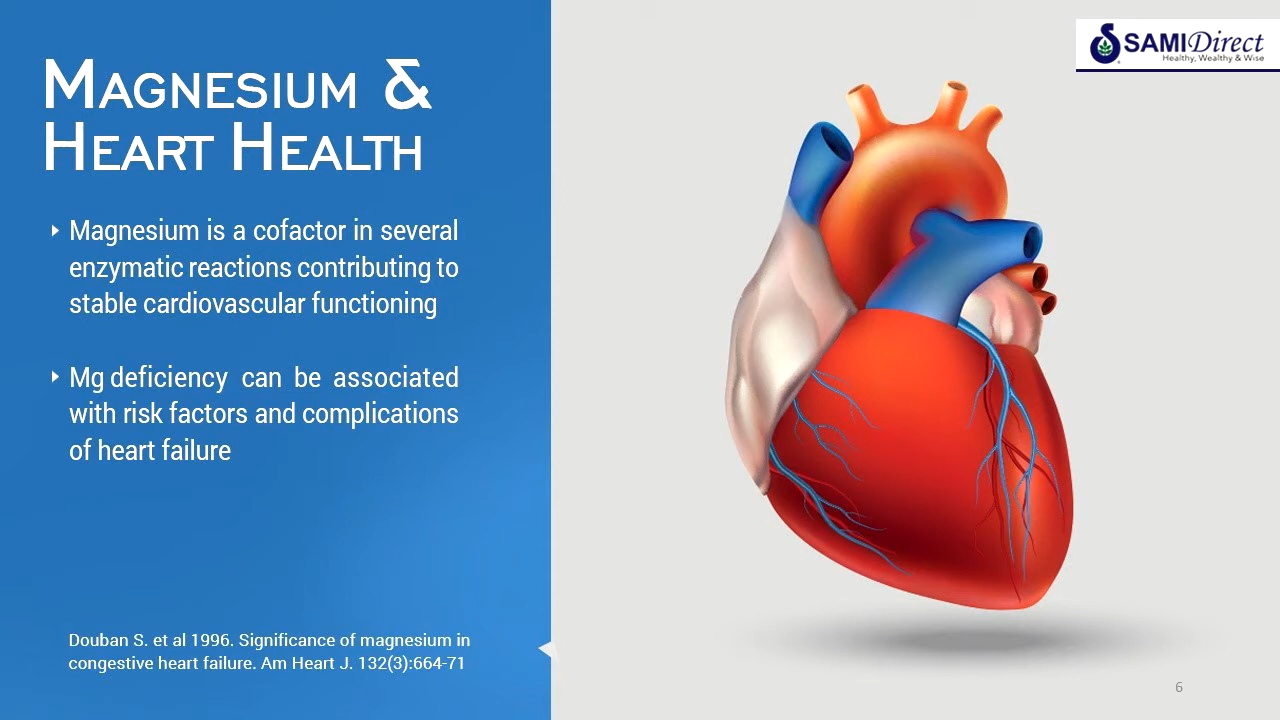 MAGNESIUM &
HEART HEALTH
Magnesium is a cofactor in several
enzymatic reactions contributing to
stable cardiovascular functioning
Mg deficiency can be associated
with risk factors and complications
of heart failure
Douban S. et al 1996. Significance of magnesium in
congestive heart failure. Am Heart J. 132(3):664-71
SAMIDirect
Healthy, Wealthy & Wise
6